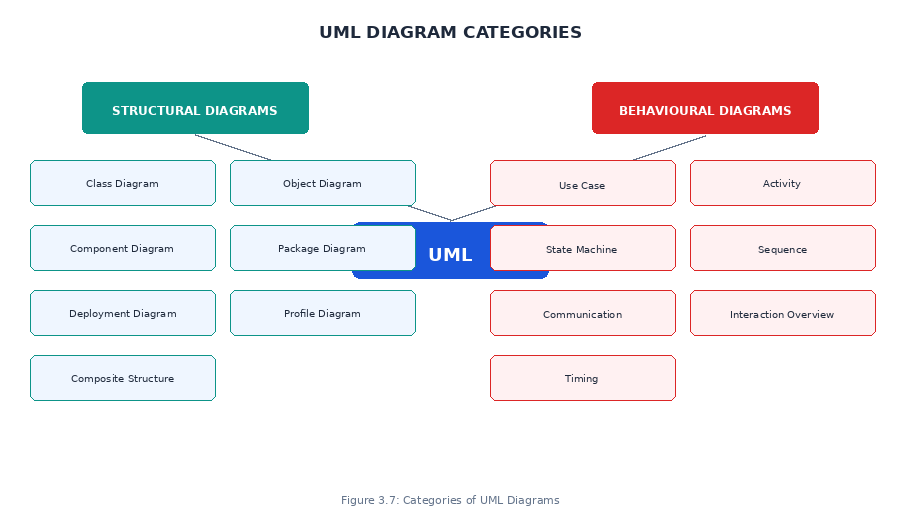 UML DIAGRAM CATEGORIES
STRUCTURAL DIAGRAMS
BEHAVIOURAL DIAGRAMS
Class Diagram
Object Diagram
Use Case
Activity
Component Diagram
Package Diagram
UML
State Machine
Sequence
Deployment Diagram
Profile Diagram
Communication
Interaction Overview
Composite Structure
Timing
Figure 3.7: Categories of UML Diagrams